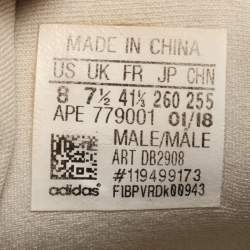 MADE IN CHINA
US UK FR JP CHN
8 7½ 41⅓ 260 255
APE 779001 01/18
MALE/MALE
ART DB2908
#119499173
adidas® F1BPVRDK00943